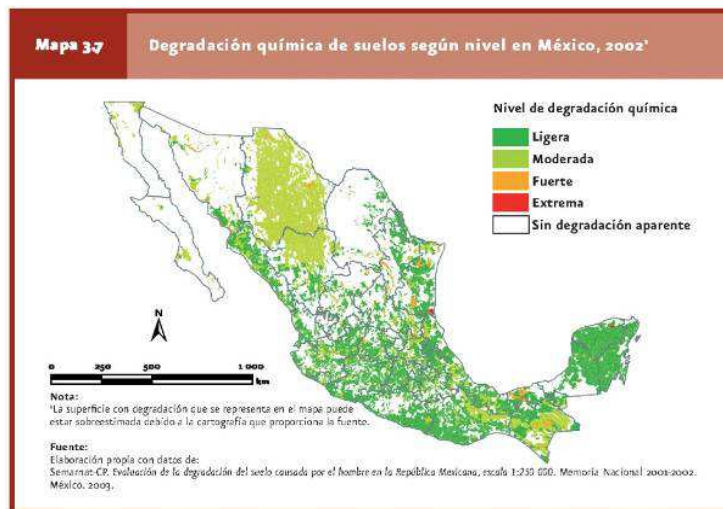 Mapa 3.7
Degradación química de suelos según nivel en México, 2002¹
Nivel de degradación química
Ligera
Moderada
Fuerte
Extrema
Sin degradación aparente
N
0 250 500 1 000
km
Nota:
¹La superficie con degradación que se representa en el mapa puede
estar sobreestimada debido a la cartografía que proporciona la fuente.
Fuente:
Elaboración propia con datos de:
Semarnat-CP. Evaluación de la degradación del suelo causada por el hombre en la República Mexicana, escala 1:250 000. Memoria Nacional 2001-2002.
México. 2003.